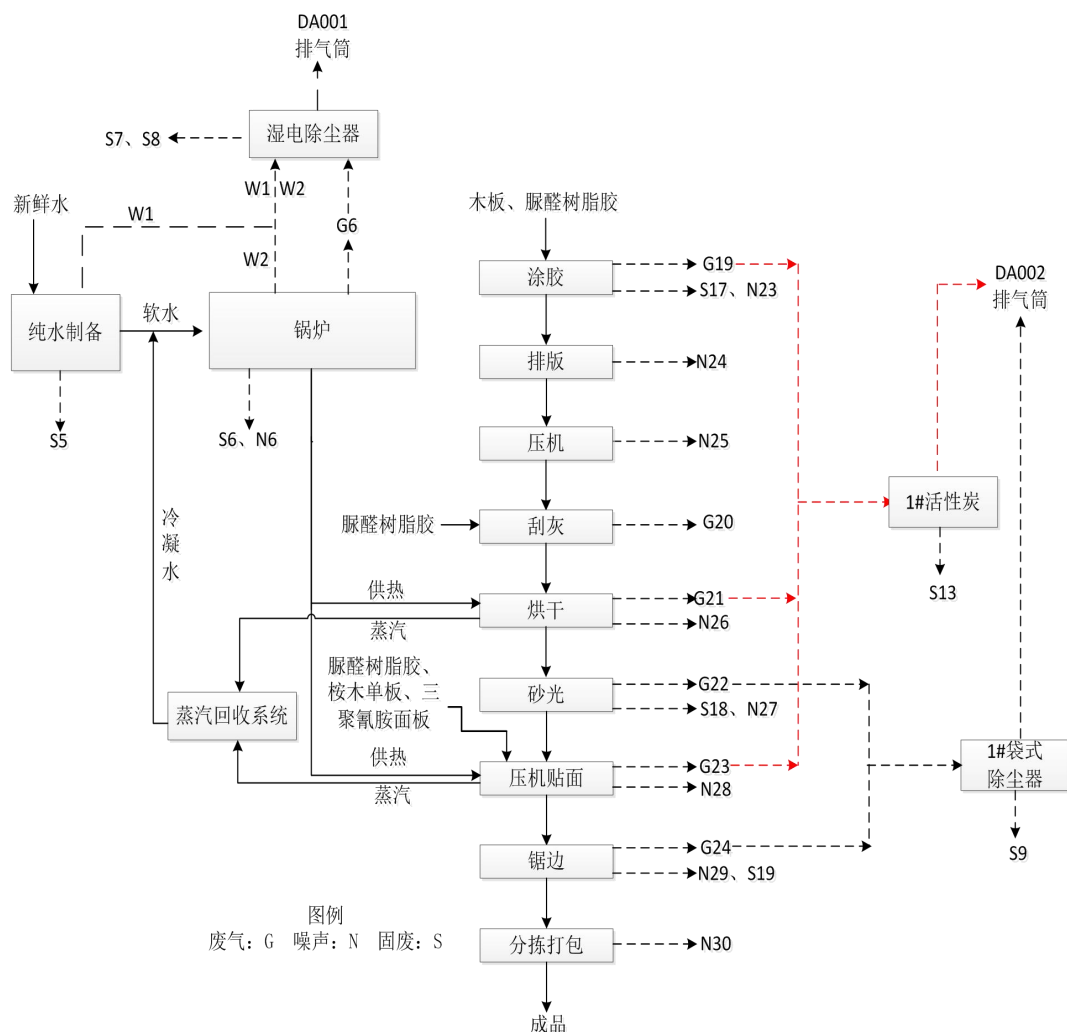 DA001
排气筒
湿电除尘器
S7、S8
W1
W2
新鲜水
W1
G6
W2
木板、脲醛树脂胶
涂胶
G19
S17、N23
DA002
排气筒
纯水制备
软水
锅炉
排版
N24
S5
S6、N6
压机
N25
1#活性炭
冷
凝
水
脲醛树脂胶
刮灰
G20
S13
供热
烘干
G21
蒸汽
N26
脲醛树脂胶、
桉木单板、三
聚氰胺面板
砂光
G22
S18、N27
蒸汽回收系统
供热
蒸汽
压机贴面
G23
N28
1#袋式
除尘器
锯边
G24
N29、S19
S9
图例
废气：G 噪声：N 固废：S
分拣打包
N30
成品